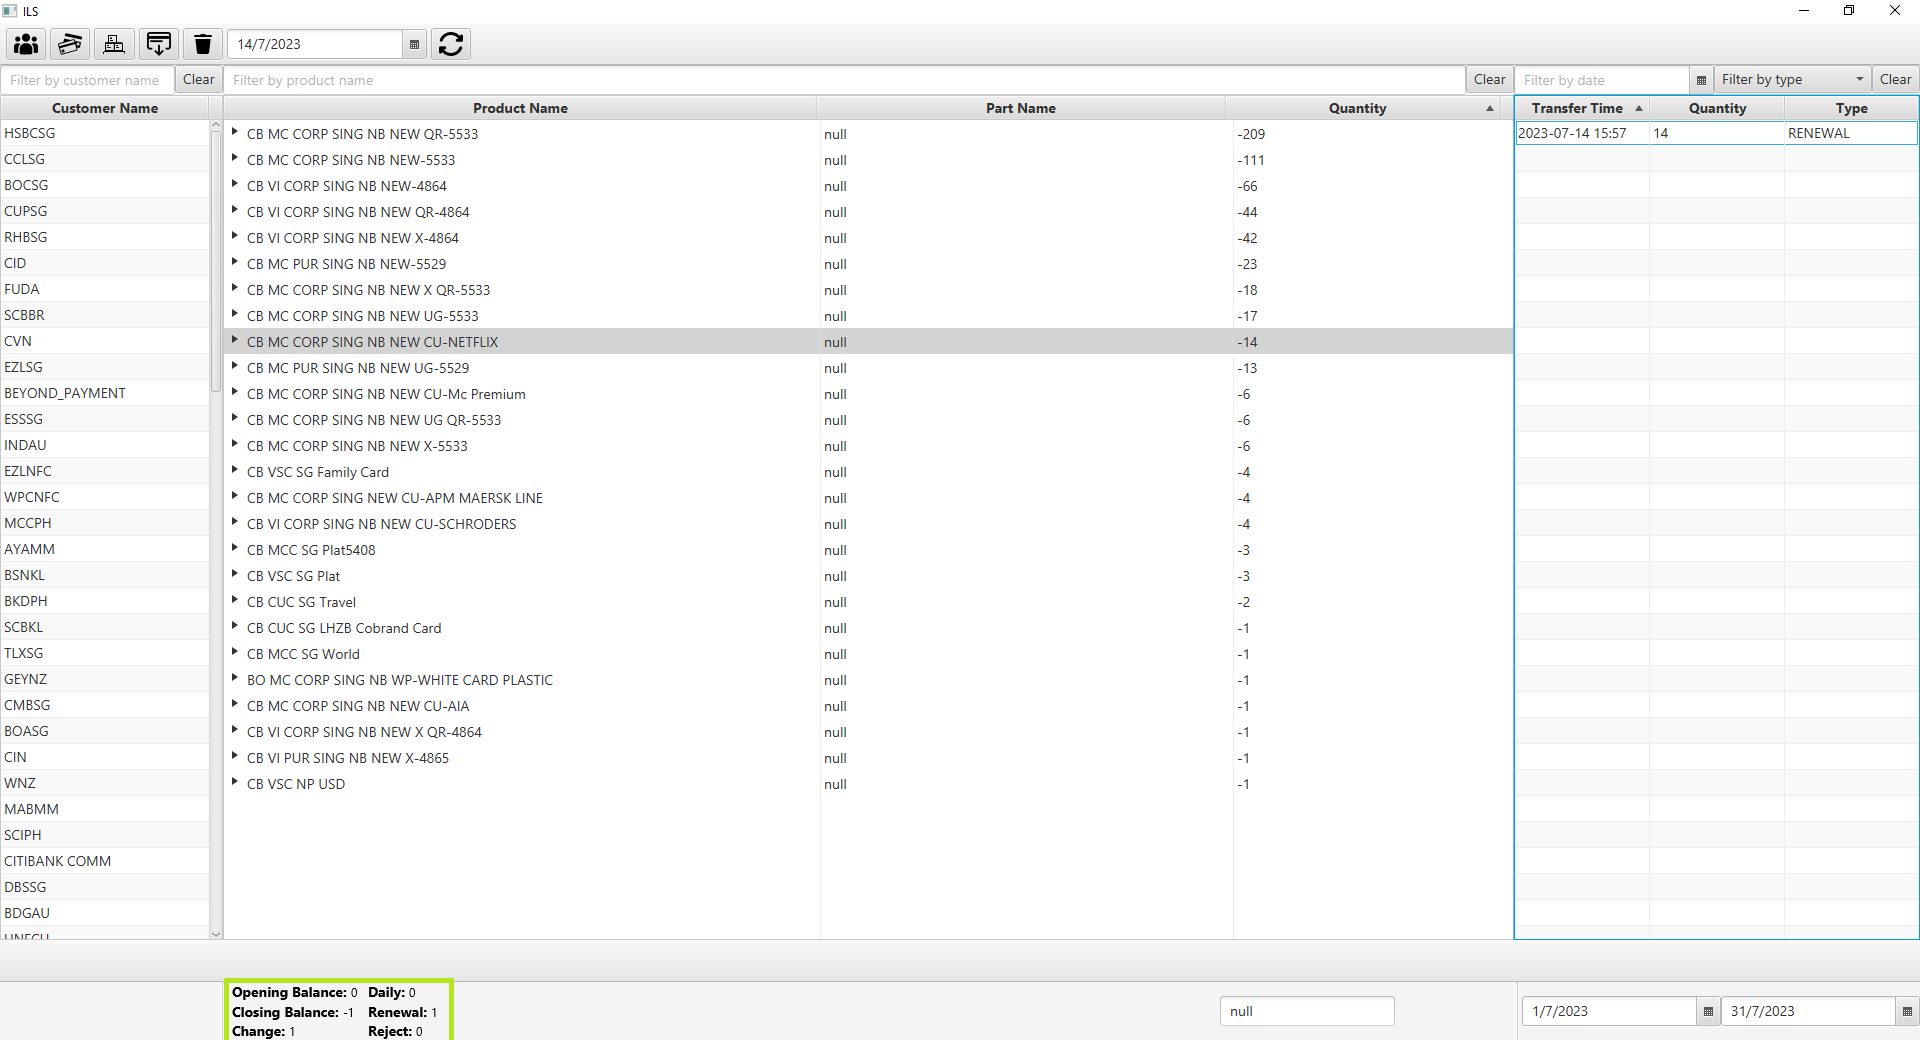 ILS
14/7/2023
Filter by customer name Clear Filter by product name Clear Filter by date Filter by type Clear
Customer Name Product Name Part Name Quantity Transfer Time Quantity Type
HSBCSG CB MC CORP SING NB NEW QR-5533 null -209 2023-07-14 15:57 14 RENEWAL
CCLSG CB MC CORP SING NB NEW-5533 null -111
BOCSG CB VI CORP SING NB NEW-4864 null -66
CUPSG CB VI CORP SING NB NEW QR-4864 null -44
RHBSG CB VI CORP SING NB NEW X-4864 null -42
CID CB MC PUR SING NB NEW-5529 null -23
FUDA CB MC CORP SING NB NEW X QR-5533 null -18
SCBBR CB MC CORP SING NB NEW UG-5533 null -17
CVN CB MC CORP SING NB NEW CU-NETFLIX null -14
EZLSG CB MC PUR SING NB NEW UG-5529 null -13
BEYOND_PAYMENT CB MC CORP SING NB NEW CU-Mc Premium null -6
ESSSG CB MC CORP SING NB NEW UG QR-5533 null -6
INDAU CB MC CORP SING NB NEW X-5533 null -6
EZLNFC CB VSC SG Family Card null -4
WPCNFC CB MC CORP SING NEW CU-APM MAERSK LINE null -4
MCCPH CB VI CORP SING NB NEW CU-SCHRODERS null -4
AYAMM CB MCC SG Plat5408 null -3
BSNKL CB VSC SG Plat null -3
BKDPH CB CUC SG Travel null -2
SCBKL CB CUC SG LHZB Cobrand Card null -1
TLXSG CB MCC SG World null -1
GEYNZ BO MC CORP SING NB WP-WHITE CARD PLASTIC null -1
CMBSG CB MC CORP SING NB NEW CU-AIA null -1
BOASG CB VI CORP SING NB NEW X QR-4864 null -1
CIN CB VI PUR SING NB NEW X-4865 null -1
WNZ CB VSC NP USD null -1
MABMM
SCIPH
CITIBANK COMM
DBSSG
BDGAU
Opening Balance: 0 Daily: 0
Closing Balance: -1 Renewal: 1
Change: 1 Reject: 0
null 1/7/2023 31/7/2023